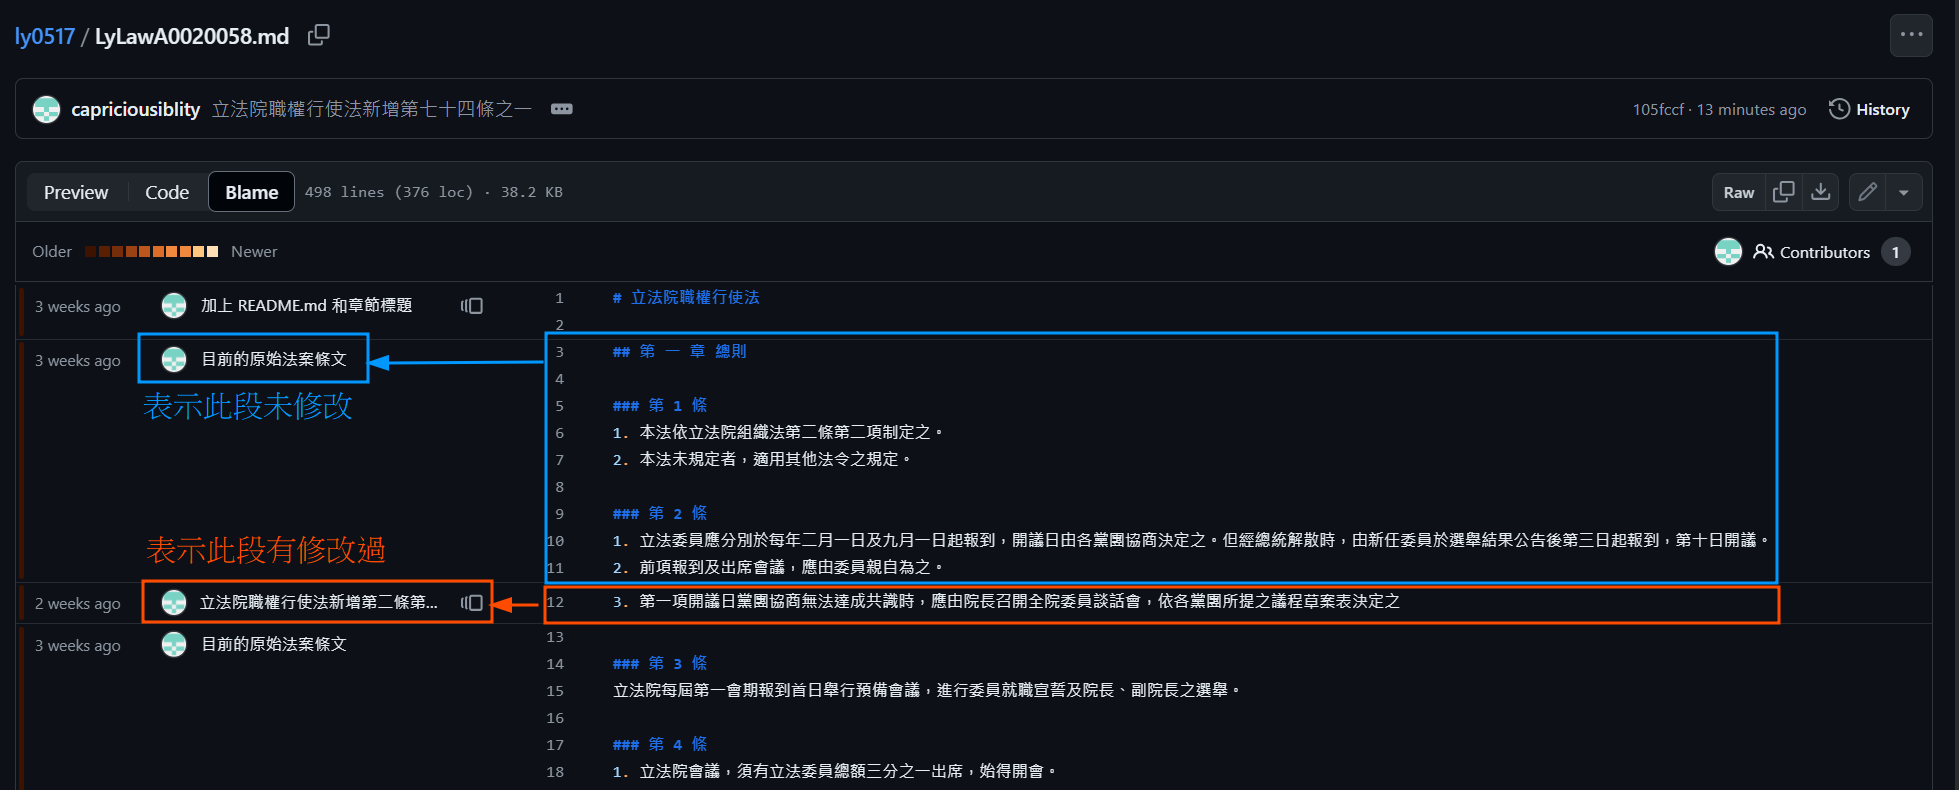 ly0517 / LyLawA0020058.md
capriciousiblity 立法院職權行使法新增第七十四條之一
105fccf · 13 minutes ago History
Preview Code Blame 498 lines (376 loc) · 38.2 KB Raw
Older Newer Contributors 1
3 weeks ago 加上 README.md 和章節標題 1 # 立法院職權行使法
2
3 weeks ago 目前的原始法案條文 3 ## 第 一 章 總則
4
表示此段未修改 5 ### 第 1 條
6 1. 本法依立法院組織法第二條第二項制定之。
7 2. 本法未規定者，適用其他法令之規定。
8
9 ### 第 2 條
表示此段有修改過 10 1. 立法委員應分別於每年二月一日及九月一日起報到，開議日由各黨團協商決定之。但經總統解散時，由新任委員於選舉結果公告後第三日起報到，第十日開議。
11 2. 前項報到及出席會議，應由委員親自為之。
2 weeks ago 立法院職權行使法新增第二條第... 12 3. 第一項開議日黨團協商無法達成共識時，應由院長召開全院委員談話會，依各黨團所提之議程草案表決定之
3 weeks ago 目前的原始法案條文 13
14 ### 第 3 條
15 立法院每屆第一會期報到首日舉行預備會議，進行委員就職宣誓及院長、副院長之選舉。
16
17 ### 第 4 條
18 1. 立法院會議，須有立法委員總額三分之一出席，始得開會。